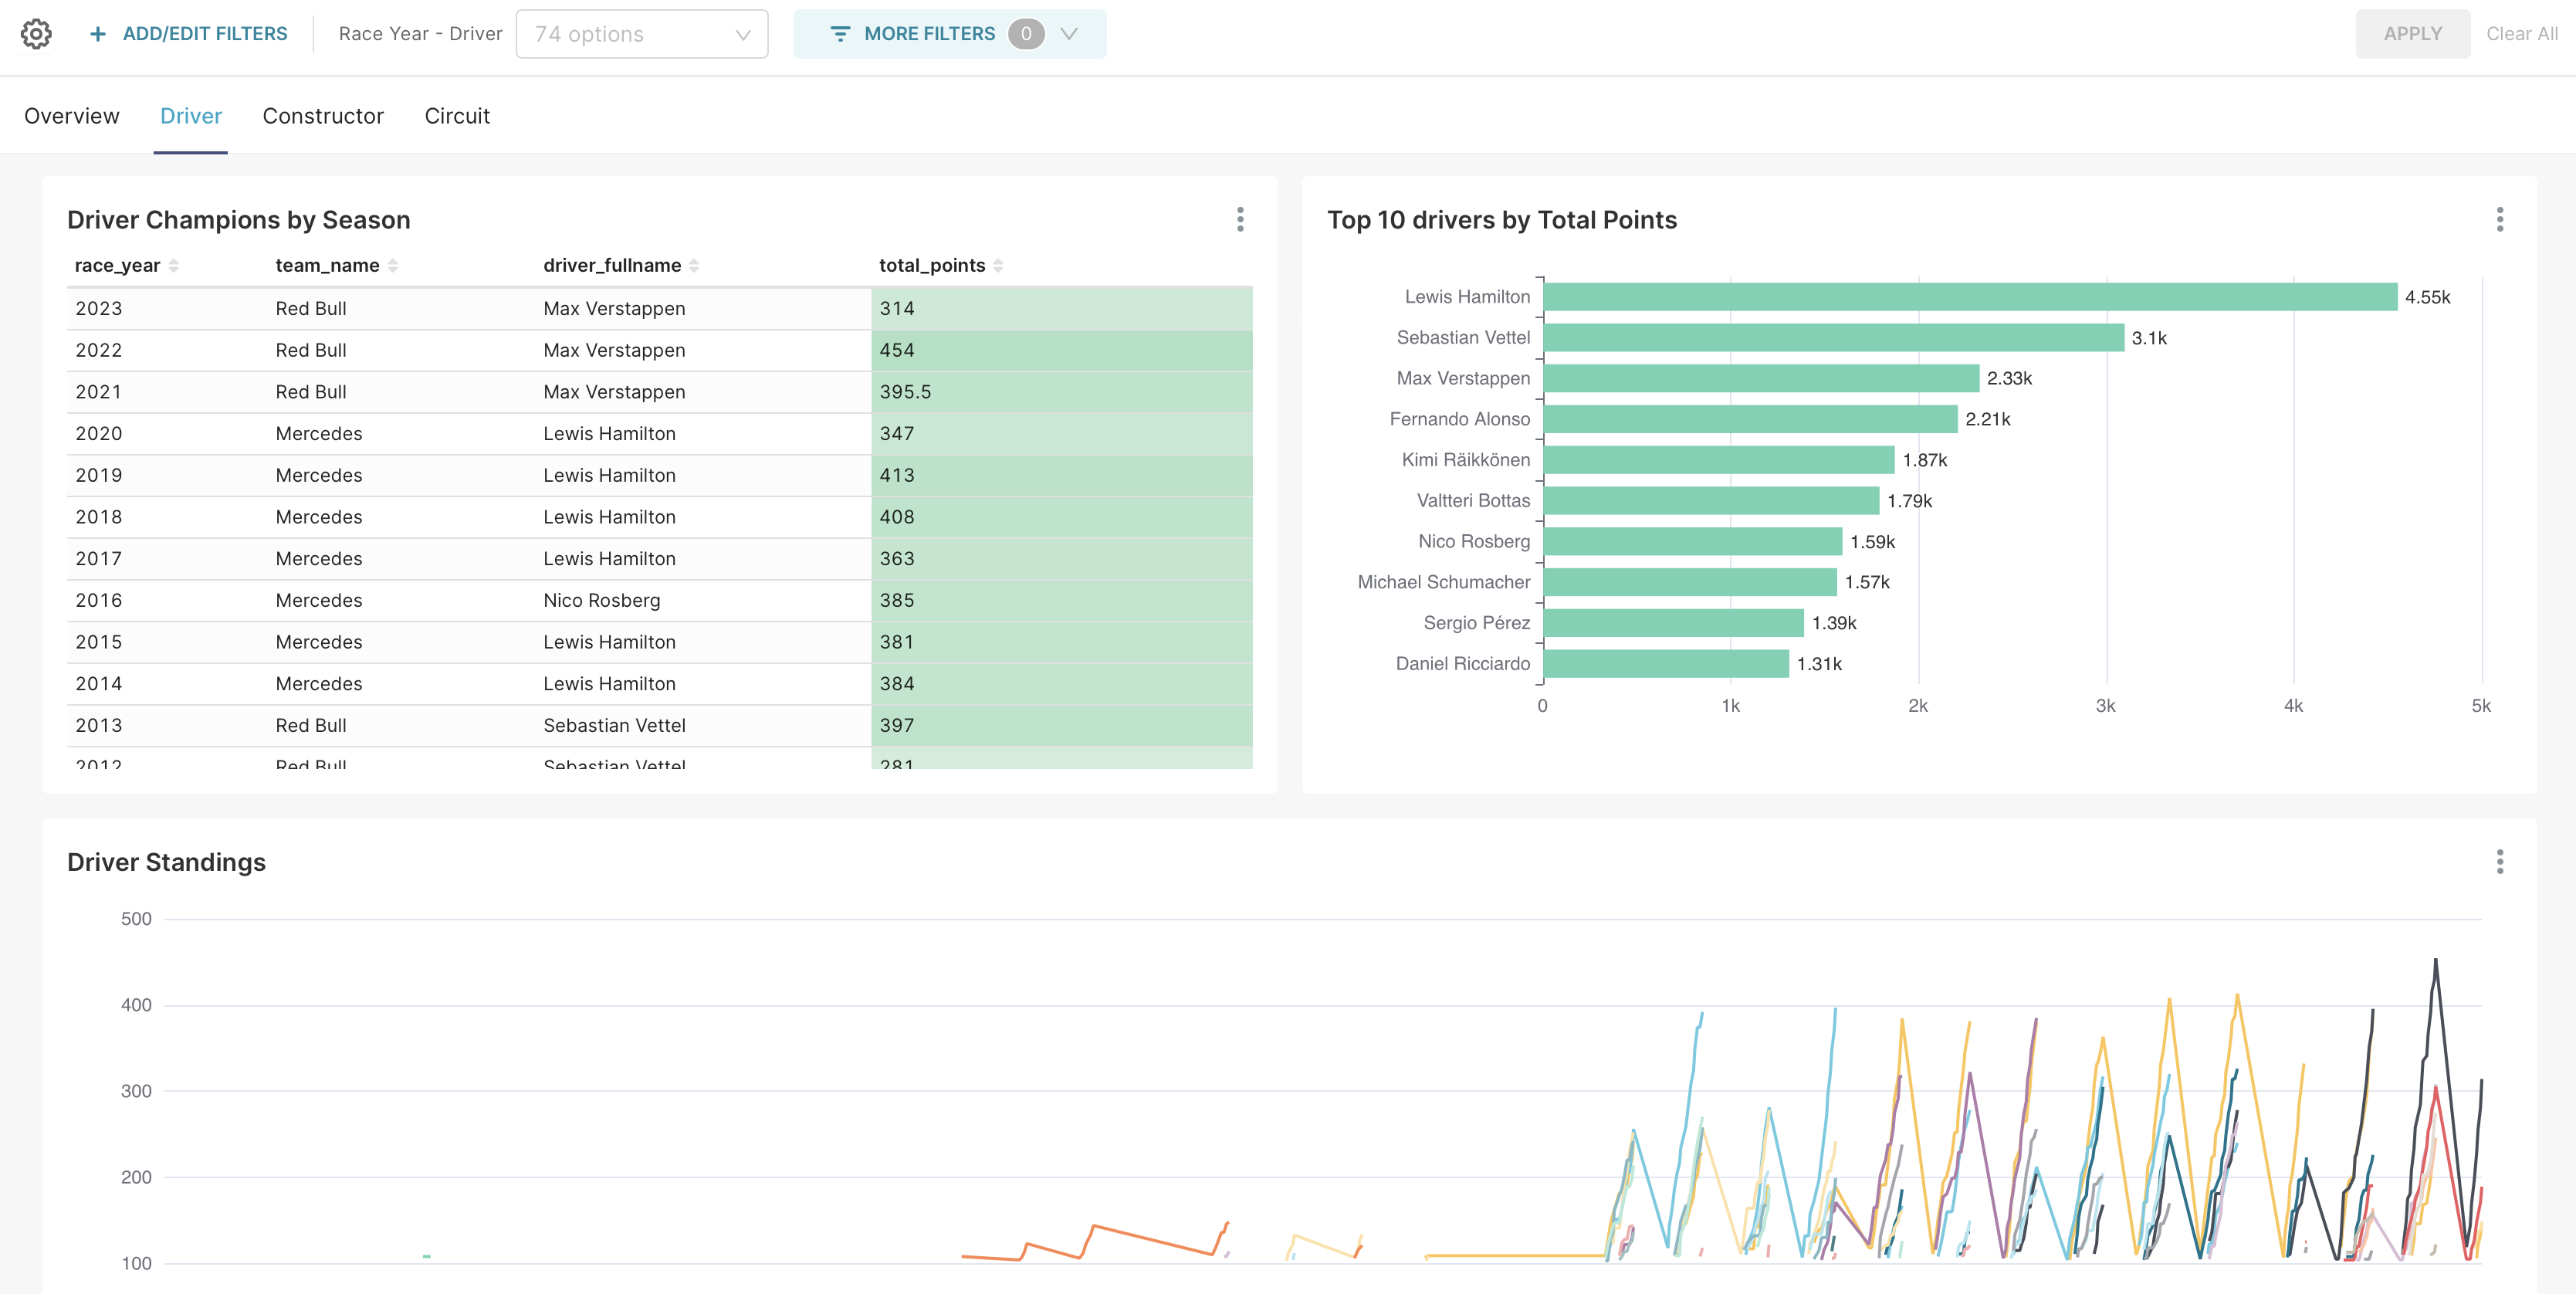 ADD/EDIT FILTERS Race Year - Driver 74 options MORE FILTERS 0 APPLY Clear All
Overview Driver Constructor Circuit
Driver Champions by Season
race_year team_name driver_fullname total_points
2023 Red Bull Max Verstappen 314
2022 Red Bull Max Verstappen 454
2021 Red Bull Max Verstappen 395.5
2020 Mercedes Lewis Hamilton 347
2019 Mercedes Lewis Hamilton 413
2018 Mercedes Lewis Hamilton 408
2017 Mercedes Lewis Hamilton 363
2016 Mercedes Nico Rosberg 385
2015 Mercedes Lewis Hamilton 381
2014 Mercedes Lewis Hamilton 384
2013 Red Bull Sebastian Vettel 397
2012 Red Bull Sebastian Vettel 281
Top 10 drivers by Total Points
Lewis Hamilton 4.55k
Sebastian Vettel 3.1k
Max Verstappen 2.33k
Fernando Alonso 2.21k
Kimi Räikkönen 1.87k
Valtteri Bottas 1.79k
Nico Rosberg 1.59k
Michael Schumacher 1.57k
Sergio Pérez 1.39k
Daniel Ricciardo 1.31k
0 1k 2k 3k 4k 5k
Driver Standings
500
400
300
200
100